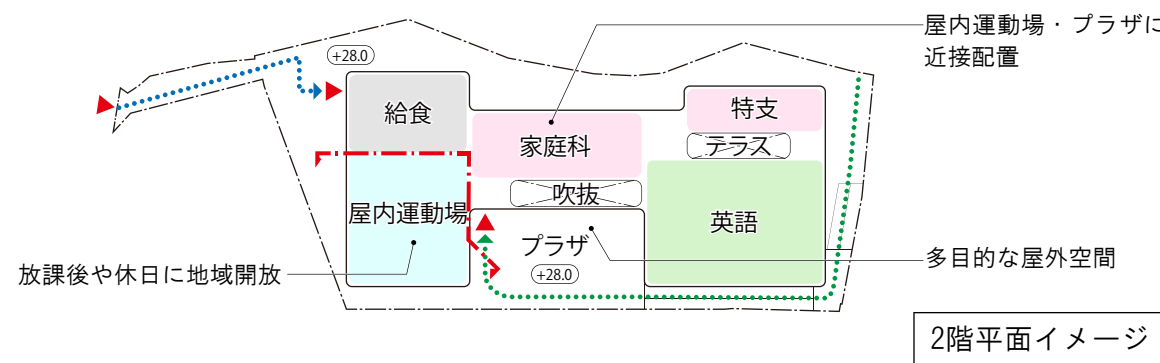 屋内運動場・プラザに
近接配置
+28.0
給食
特支
家庭科
テラス
吹抜
屋内運動場
英語
プラザ
+28.0
放課後や休日に地域開放
多目的な屋外空間
2階平面イメージ